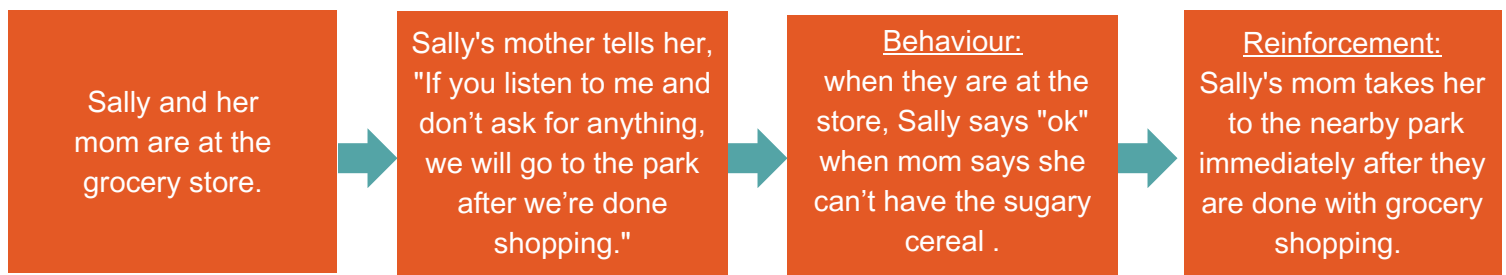 Sally and her
mom are at the
grocery store.
Sally's mother tells her,
"If you listen to me and
don’t ask for anything,
we will go to the park
after we’re done
shopping."
Behaviour:
when they are at the
store, Sally says "ok"
when mom says she
can’t have the sugary
cereal .
Reinforcement:
Sally's mom takes her
to the nearby park
immediately after they
are done with grocery
shopping.